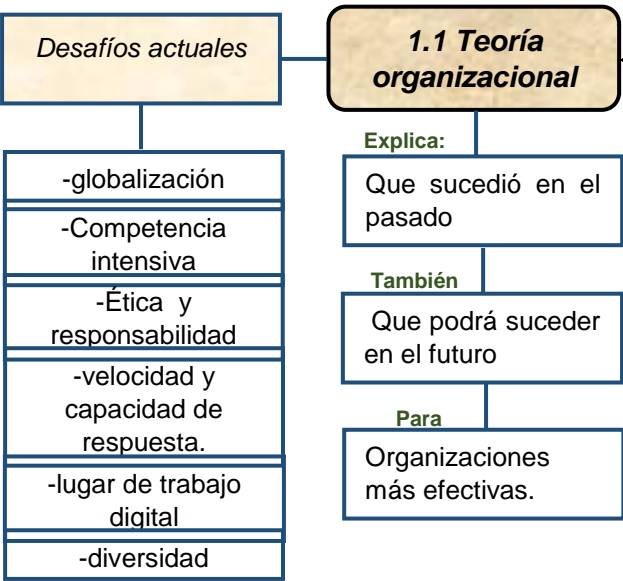 Desafíos actuales
-globalización
-Competencia
intensiva
-Ética y
responsabilidad
-velocidad y
capacidad de
respuesta.
-lugar de trabajo
digital
-diversidad
1.1 Teoría
organizacional
Explica:
Que sucedió en el
pasado
También
Que podrá suceder
en el futuro
Para
Organizaciones
más efectivas.